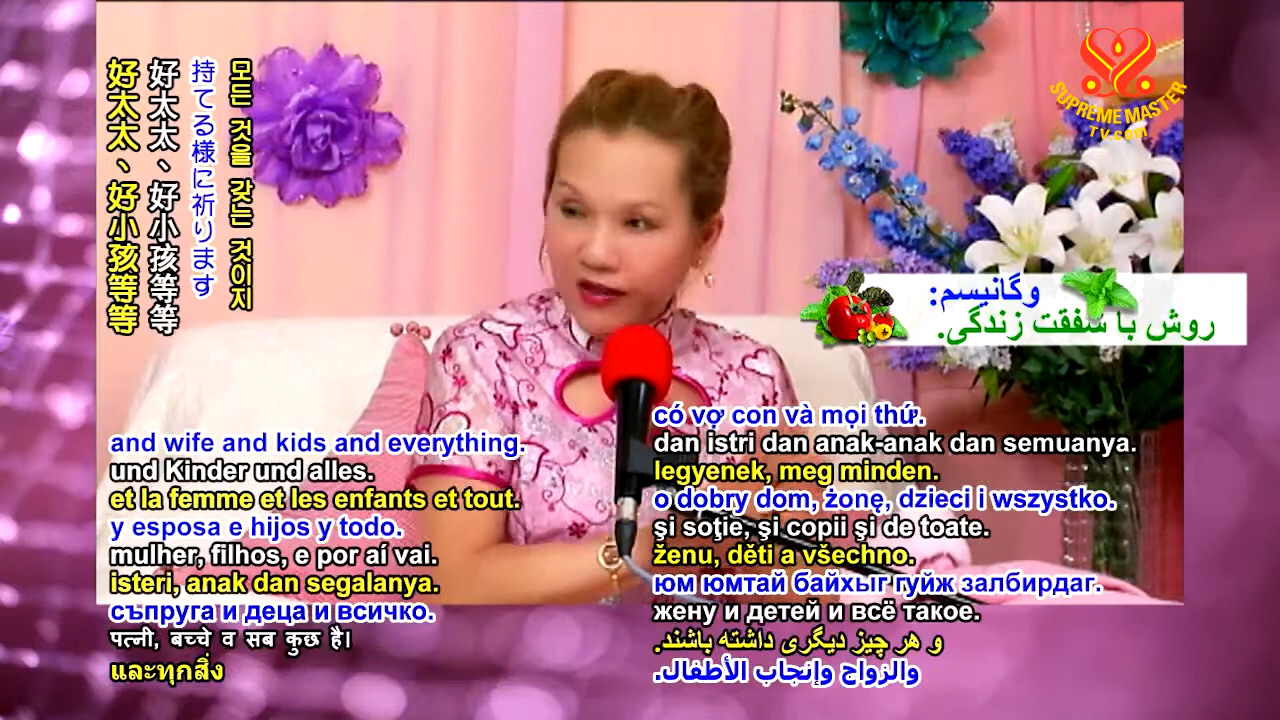 好太太、好小孩等等
好太太、好小孩等等
持てる様に祈ります
모든 것을 갖는 것이지
SUPREME MASTER
TV.com
وگانیسم:
روش با شفقت زندگی.
and wife and kids and everything.
und Kinder und alles.
et la femme et les enfants et tout.
y esposa e hijos y todo.
mulher, filhos, e por aí vai.
isteri, anak dan segalanya.
съпруга и деца и всичко.
पत्नी, बच्चे व सब कुछ है।
และทุกสิ่ง
có vợ con và mọi thứ.
dan istri dan anak-anak dan semuanya.
legyenek, meg minden.
o dobry dom, żonę, dzieci i wszystko.
şi soţie, şi copii şi de toate.
ženu, děti a všechno.
юм юмтай байхыг гуйж залбирдаг.
жену и детей и всё такое.
و هر چیز دیگری داشته باشند.
والزواج وإنجاب الأطفال.